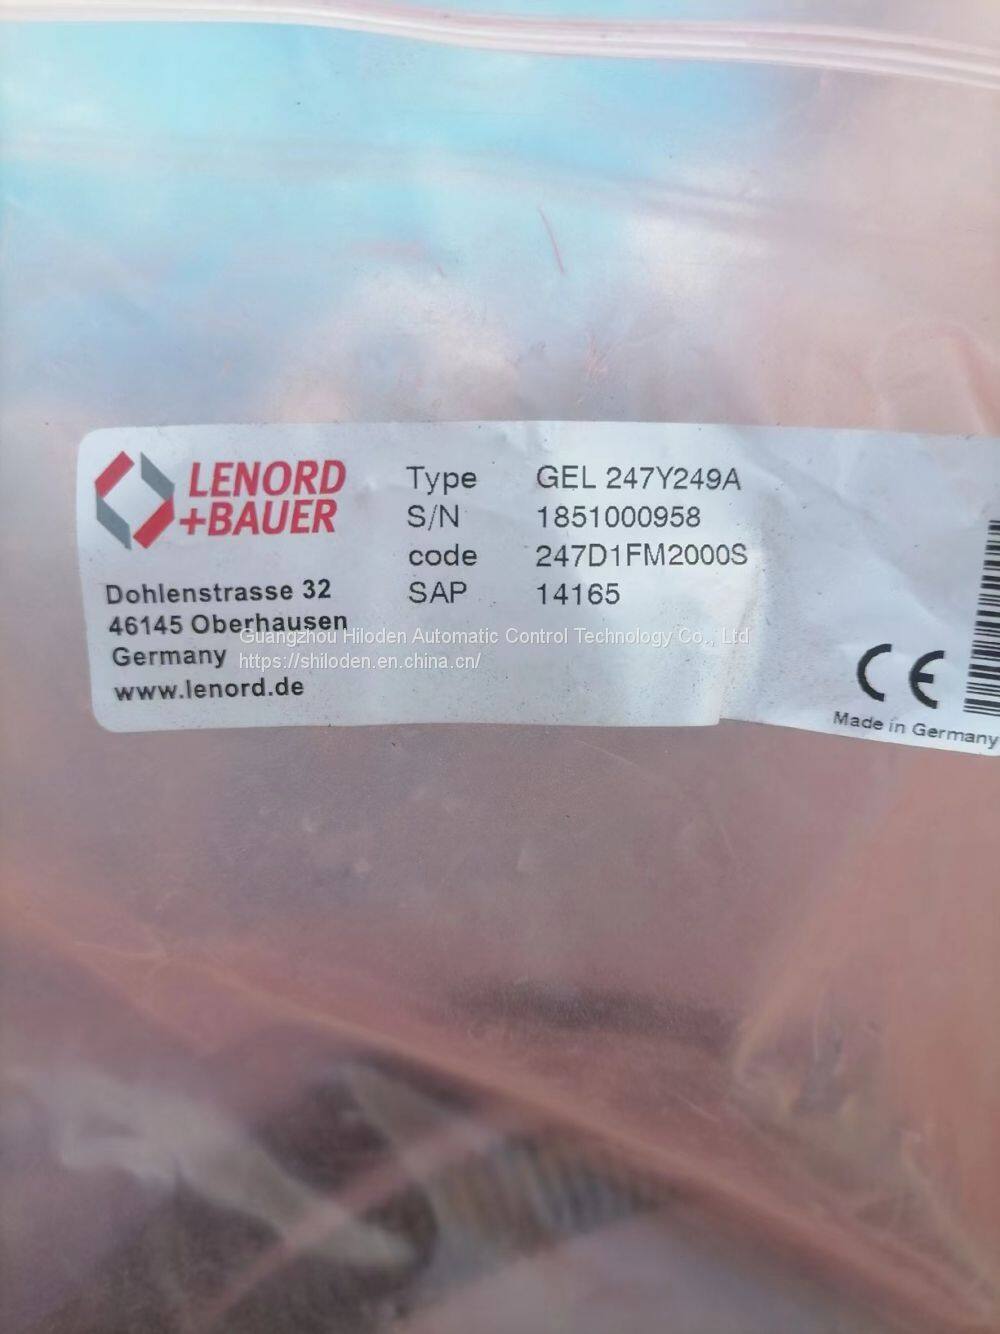 LENORD
+BAUER
Dohlenstrasse 32
46145 Oberhausen
Germany
www.lenord.de
Type GEL 247Y249A
S/N 1851000958
code 247D1FM2000S
SAP 14165
CE
Made in Germany
Guangzhou Hiloden Automatic Control Technology Co., Ltd
https://shiloden.en.china.cn/